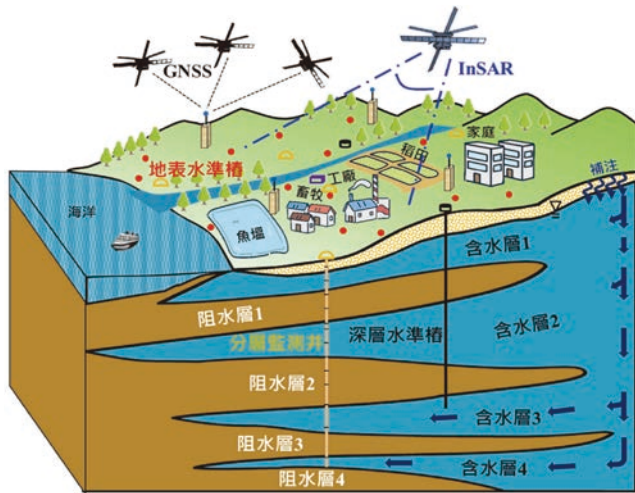 GNSS
InSAR
地表水準樁
家庭
稻田
工廠
畜牧
補注
海洋
魚塭
含水層1
阻水層1
含水層2
分層監測井
深層水準樁
阻水層2
含水層3
阻水層3
含水層4
阻水層4